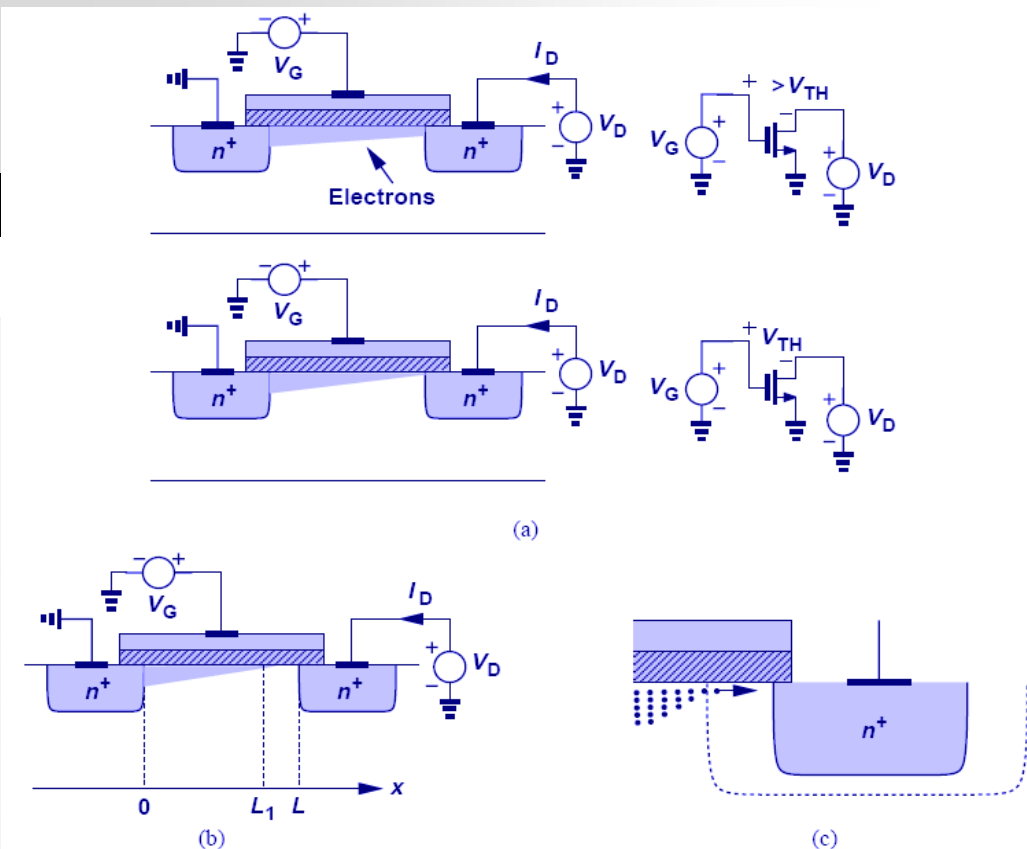 − +
V_G
I_D
n+
n+
+
−
V_D
Electrons
+ >V_TH
−
V_G
+
−
+
−
V_D
− +
V_G
I_D
n+
n+
+
−
V_D
+ V_TH
−
V_G
+
−
+
−
V_D
(a)
− +
V_G
I_D
n+
n+
+
−
V_D
0 L_1 L x
(b)
n+
(c)